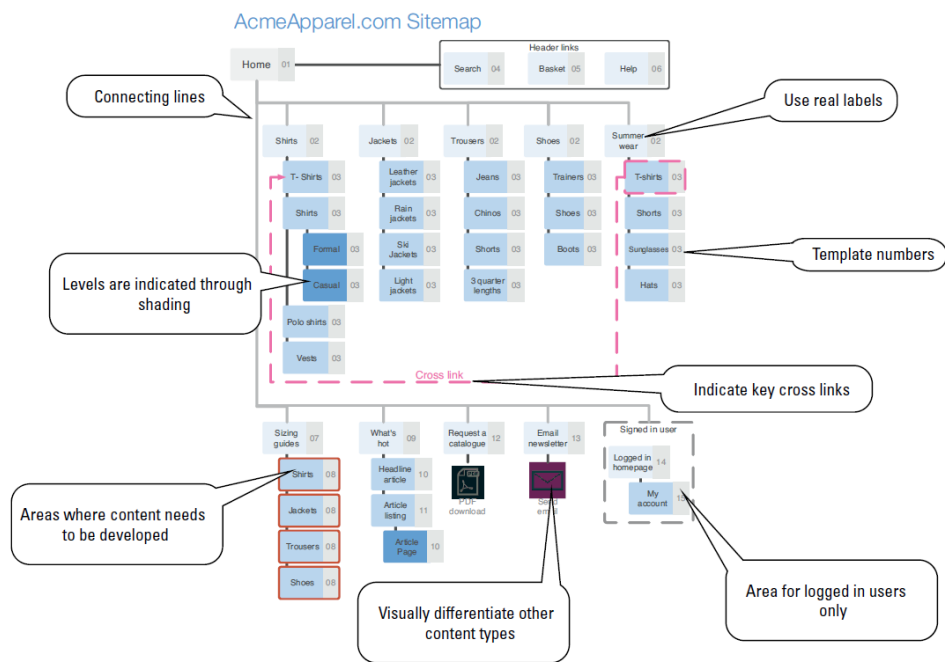 AcmeApparel.com Sitemap
Header links
Home 01
Search 04
Basket 05
Help 06
Connecting lines
Use real labels
Shirts 02
Jackets 02
Trousers 02
Shoes 02
Summer
wear 02
T- Shirts 03
Leather
jackets 03
Jeans 03
Trainers 03
T-shirts 03
Shirts 03
Rain
jackets 03
Chinos 03
Shoes 03
Shorts 03
Formal 03
Ski
Jackets 03
Shorts 03
Boots 03
Sunglasses 03
Template numbers
Levels are indicated through
shading
Casual 03
Light
jackets 03
3 quarter
lengths 03
Hats 03
Polo shirts 03
Vests 03
Cross link
Indicate key cross links
Sizing
guides 07
What's
hot 09
Request a
catalogue 12
Email
newsletter 13
Signed in user
Logged in
homepage 14
My
account 15
Shirts 08
Headline
article 10
PDF
download
email
Areas where content needs
to be developed
Jackets 08
Article
listing 11
Trousers 08
Article
Page 10
Shoes 08
Visually differentiate other
content types
Area for logged in users
only